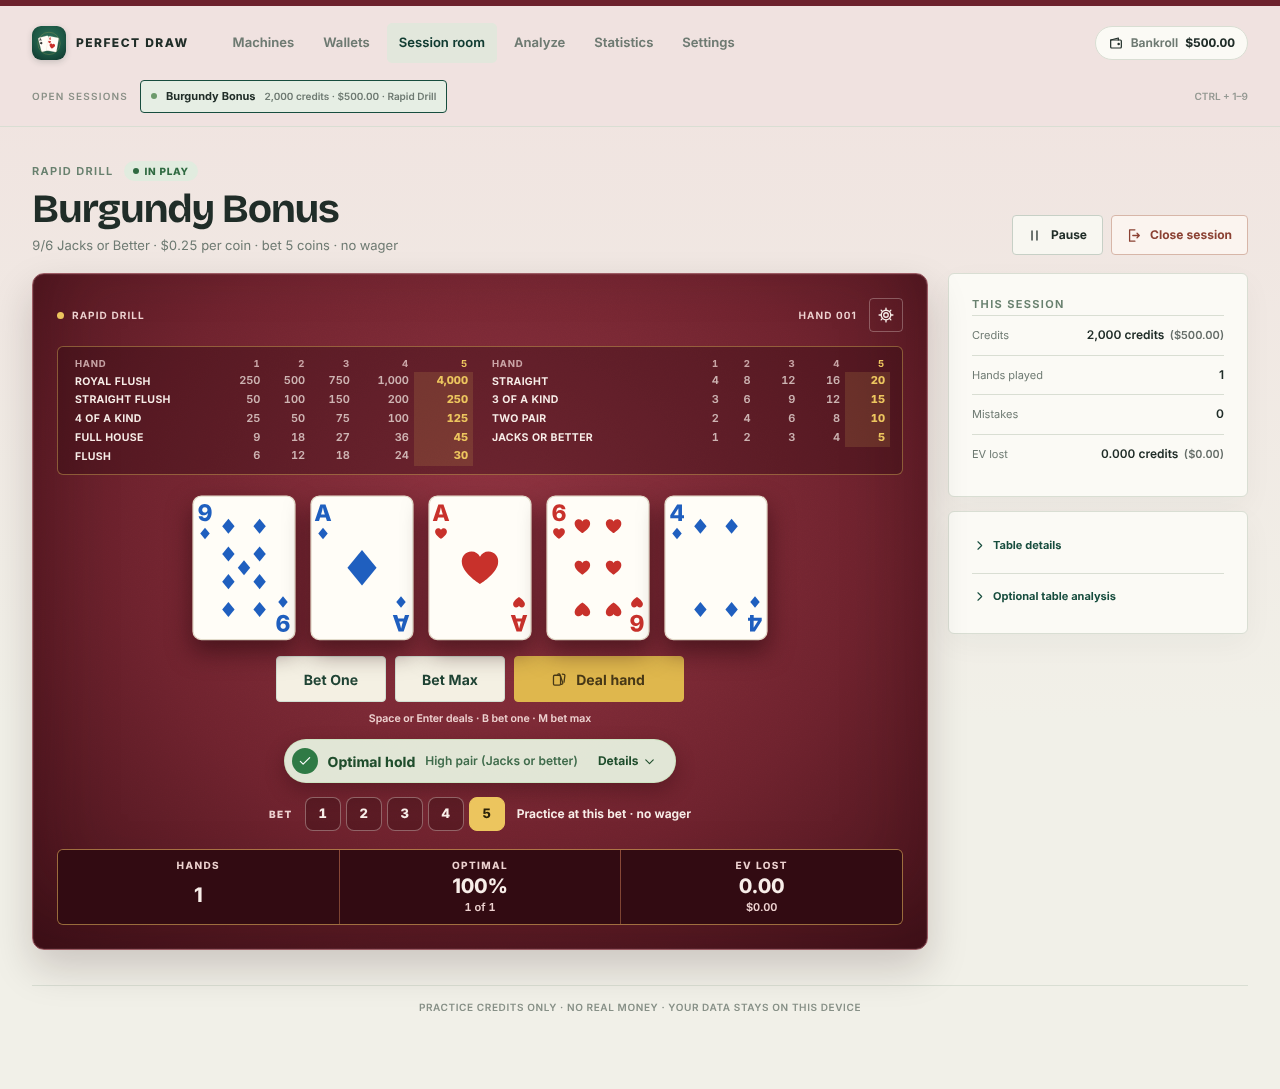 PERFECT DRAW
Machines
Wallets
Session room
Analyze
Statistics
Settings
Bankroll $500.00
OPEN SESSIONS
Burgundy Bonus 2,000 credits · $500.00 · Rapid Drill
CTRL + 1–9
RAPID DRILL
IN PLAY
Burgundy Bonus
9/6 Jacks or Better · $0.25 per coin · bet 5 coins · no wager
Pause
Close session
RAPID DRILL
HAND 001
HAND 1 2 3 4 5
ROYAL FLUSH 250 500 750 1,000 4,000
STRAIGHT FLUSH 50 100 150 200 250
4 OF A KIND 25 50 75 100 125
FULL HOUSE 9 18 27 36 45
FLUSH 6 12 18 24 30
HAND 1 2 3 4 5
STRAIGHT 4 8 12 16 20
3 OF A KIND 3 6 9 12 15
TWO PAIR 2 4 6 8 10
JACKS OR BETTER 1 2 3 4 5
9 A A 6 4
9 A A 6 4
Bet One
Bet Max
Deal hand
Space or Enter deals · B bet one · M bet max
Optimal hold High pair (Jacks or better) Details
BET 1 2 3 4 5 Practice at this bet · no wager
HANDS
1
OPTIMAL
100%
1 of 1
EV LOST
0.00
$0.00
THIS SESSION
Credits 2,000 credits ($500.00)
Hands played 1
Mistakes 0
EV lost 0.000 credits ($0.00)
Table details
Optional table analysis
PRACTICE CREDITS ONLY · NO REAL MONEY · YOUR DATA STAYS ON THIS DEVICE